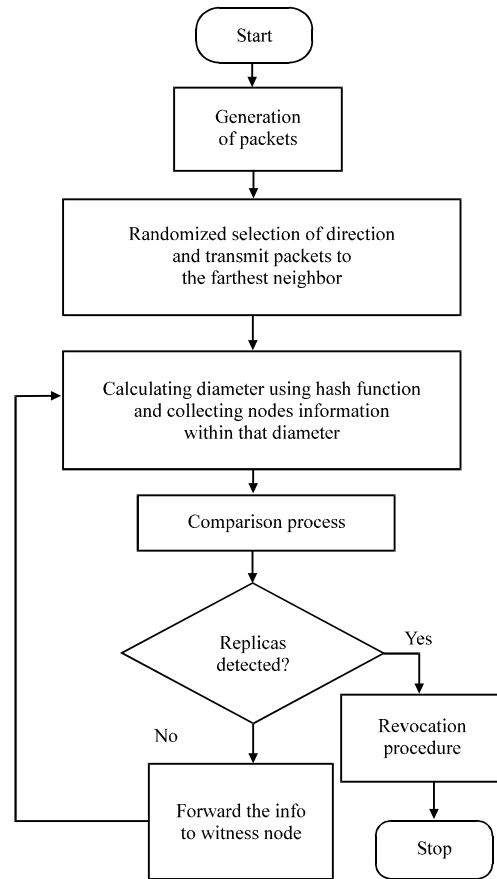 Start
Generation
of packets
Randomized selection of direction
and transmit packets to
the farthest neighbor
Calculating diameter using hash function
and collecting nodes information
within that diameter
Comparison process
Replicas
detected?
Yes
No
Revocation
procedure
Forward the info
to witness node
Stop